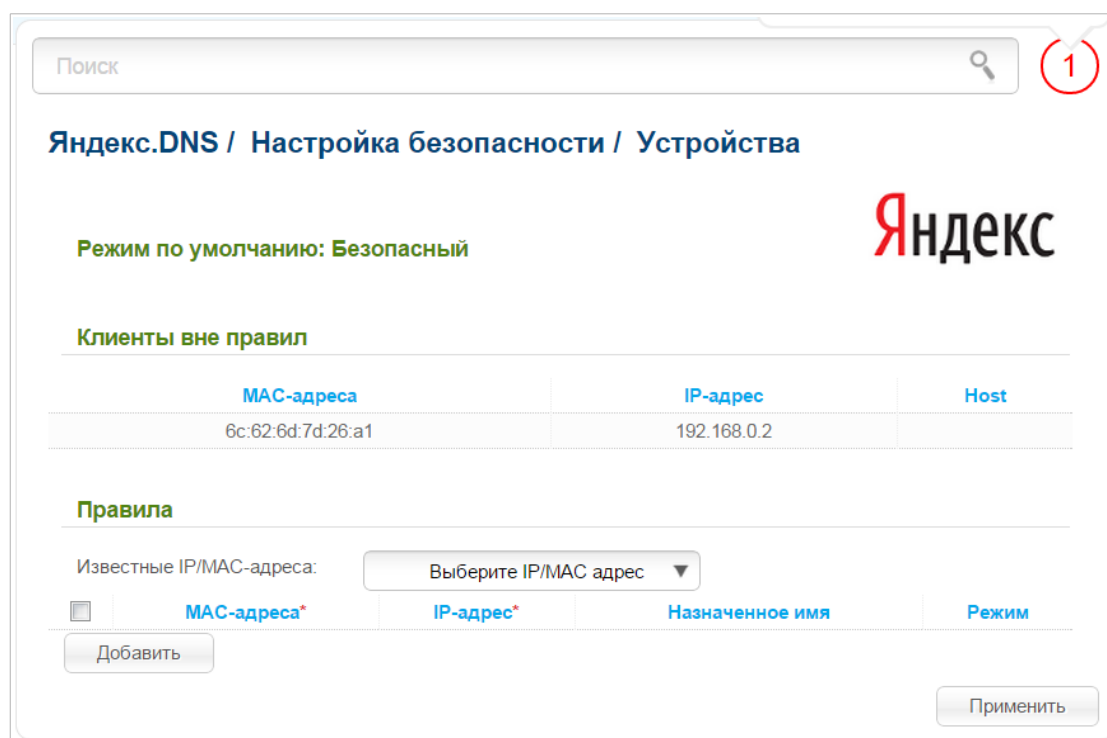 Поиск
1
Яндекс.DNS / Настройка безопасности / Устройства
Яндекс
Режим по умолчанию: Безопасный
Клиенты вне правил
MAC-адреса IP-адрес Host
6c:62:6d:7d:26:a1 192.168.0.2
Правила
Известные IP/MAC-адреса: Выберите IP/MAC адрес
MAC-адреса* IP-адрес* Назначенное имя Режим
Добавить
Применить